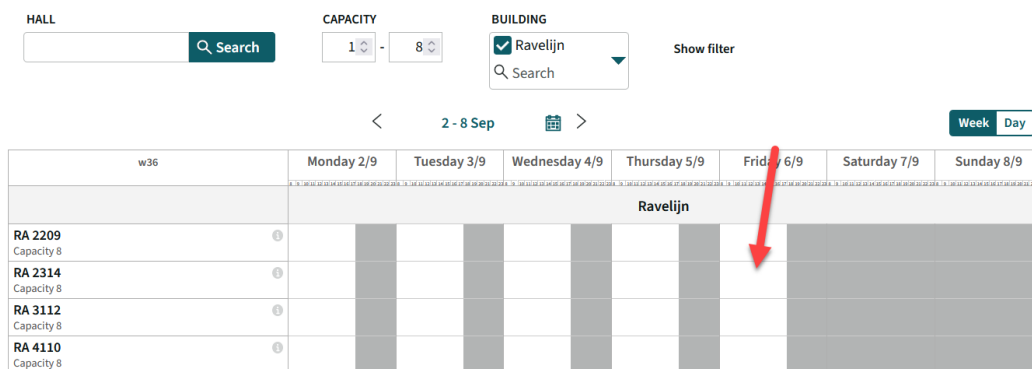 HALL CAPACITY BUILDING
Search 1 - 8 Ravelijn Show filter
Search
2 - 8 Sep Week Day
w36 Monday 2/9 Tuesday 3/9 Wednesday 4/9 Thursday 5/9 Friday 6/9 Saturday 7/9 Sunday 8/9
Ravelijn
RA 2209
Capacity 8
RA 2314
Capacity 8
RA 3112
Capacity 8
RA 4110
Capacity 8